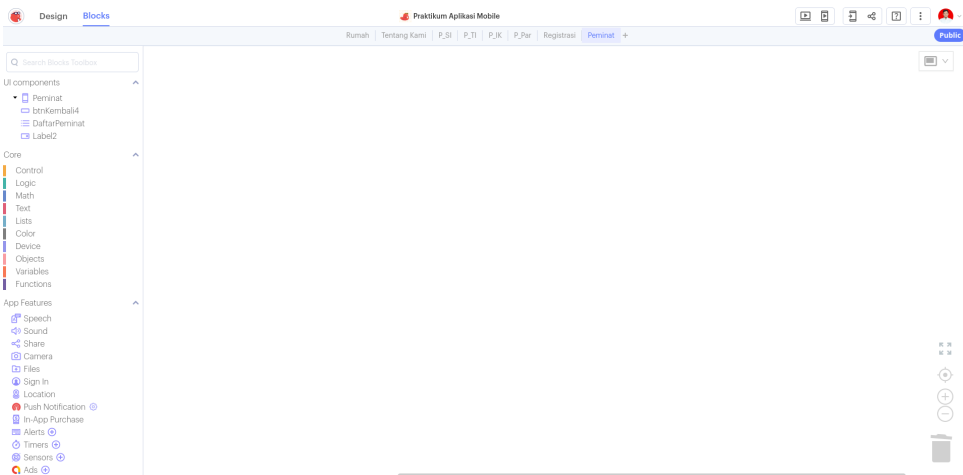 Design Blocks Praktikum Aplikasi Mobile
Rumah Tentang Kami P_SI P_TI P_IK P_Par Registrasi Peminat +
Public
Search Blocks Toolbox
UI components
Peminat
btnKembali4
DaftarPeminat
Label2
Core
Control
Logic
Math
Text
Lists
Color
Device
Objects
Variables
Functions
App Features
Speech
Sound
Share
Camera
Files
Sign In
Location
Push Notification
In-App Purchase
Alerts
Timers
Sensors
Ads